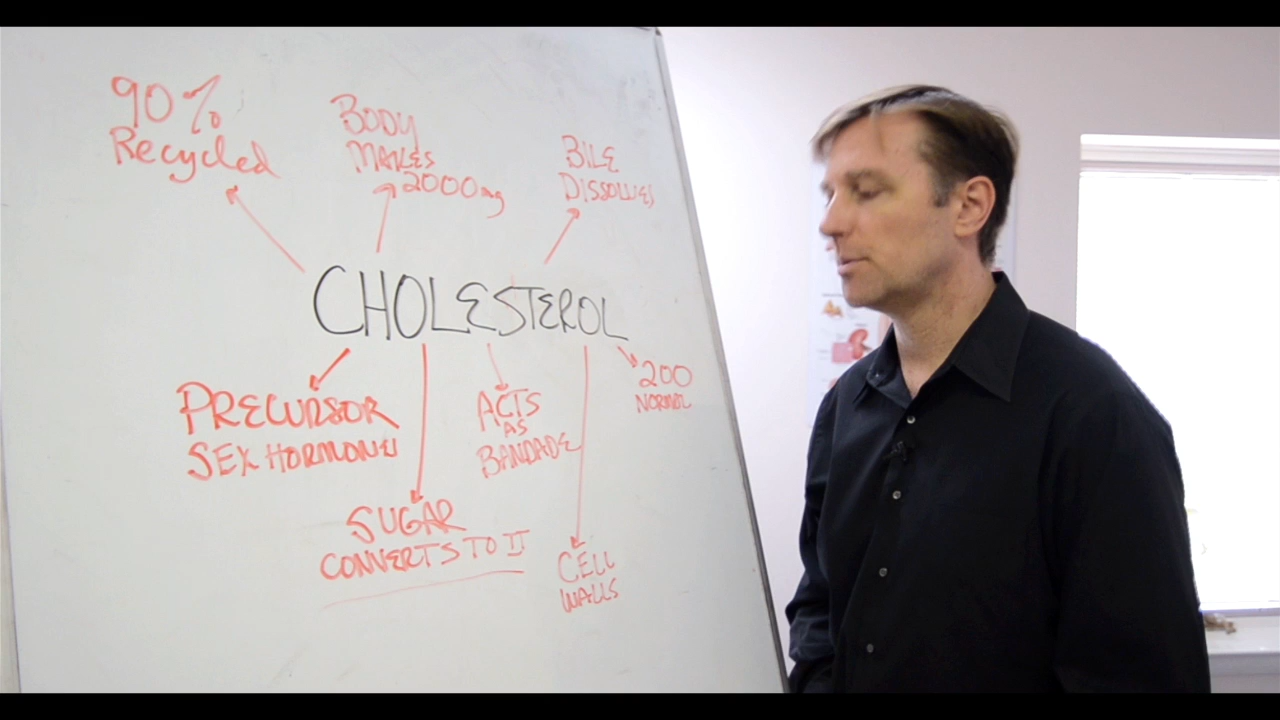 90%
Recycled
BODY
MAKES
2000mg
BILE
DISSOLVES
CHOLESTEROL
PRECURSOR
SEX HORMONE
SUGAR
CONVERTS TO IT
ACTS
AS
BANDADE
CELL
WALLS
200
NORMAL